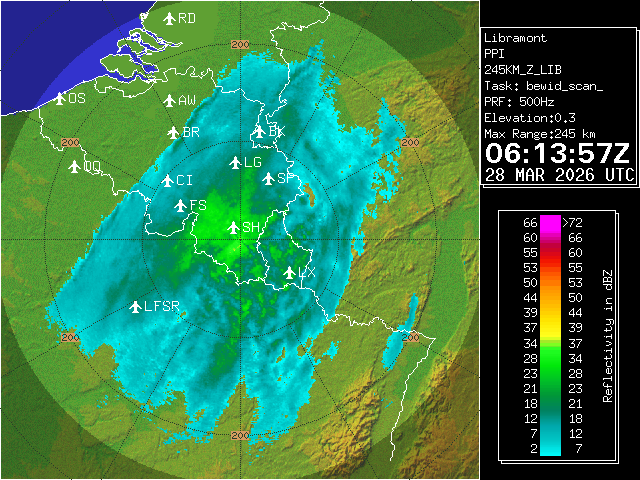 Libramont
PPI
245KM_Z_LIB
Task: bewid_scan_
PRF: 500Hz
Elevation:0.3
Max Range:245 km
06:13:57Z
28 MAR 2026 UTC
RD
200
OS
AW
BR
BK
200
200
QQ
LG
CI
SP
FS
SH
LX
LFSR
200
200
200
66 >72
60 66
55 60
53 55
50 53
44 50
39 44
37 39
34 37
28 34
23 28
21 23
18 21
12 18
7 12
2 7
Reflectivity in dBZ